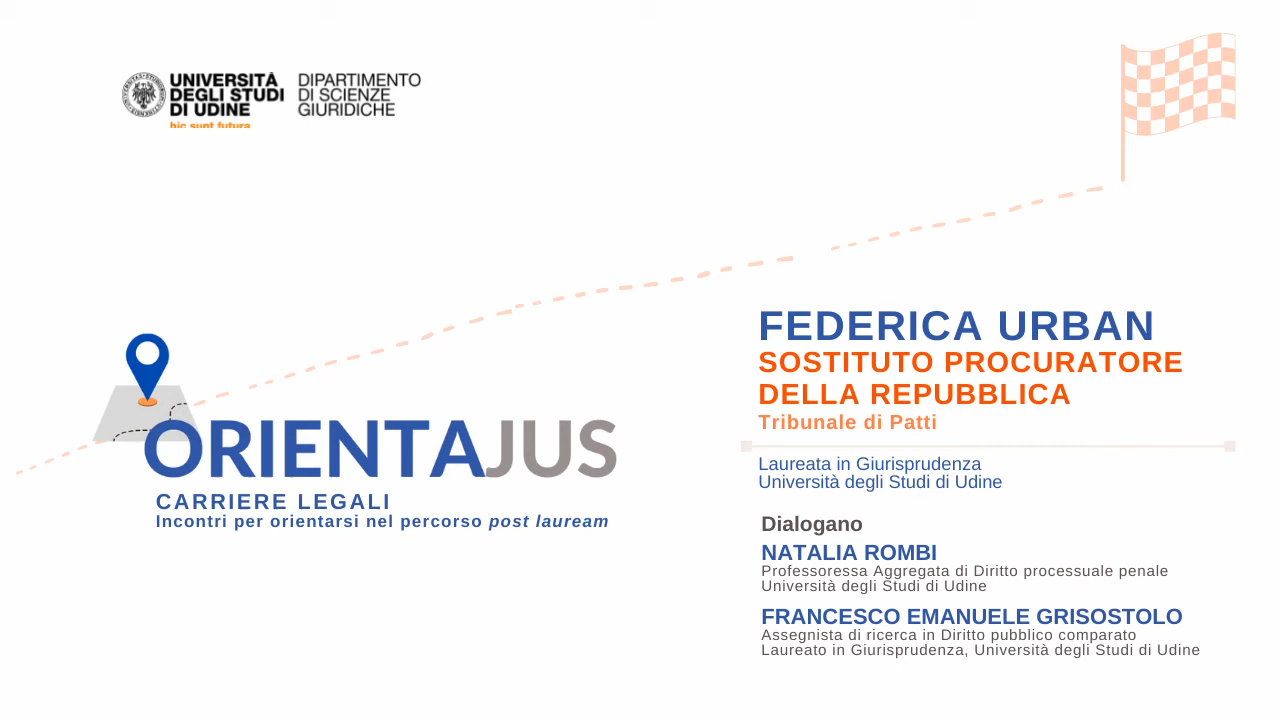 UNIVERSITÀ
DEGLI STUDI
DI UDINE
hic sunt futura
DIPARTIMENTO
DI SCIENZE
GIURIDICHE
ORIENTAJUS
CARRIERE LEGALI
Incontri per orientarsi nel percorso post lauream
FEDERICA URBAN
SOSTITUTO PROCURATORE
DELLA REPUBBLICA
Tribunale di Patti
Laureata in Giurisprudenza
Università degli Studi di Udine
Dialogano
NATALIA ROMBI
Professoressa Aggregata di Diritto processuale penale
Università degli Studi di Udine
FRANCESCO EMANUELE GRISOSTOLO
Assegnista di ricerca in Diritto pubblico comparato
Laureato in Giurisprudenza, Università degli Studi di Udine